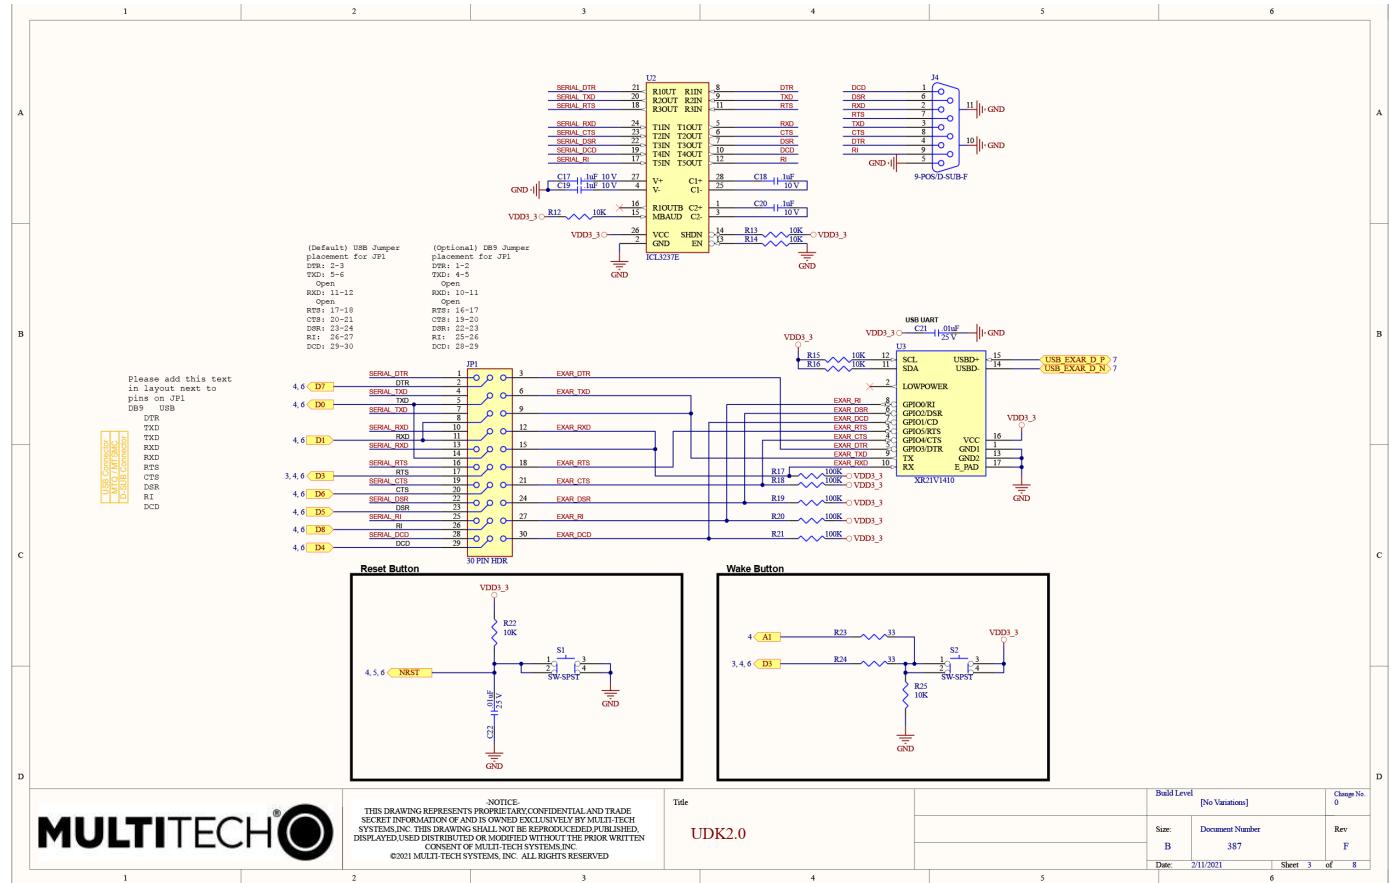 1 2 3 4 5 6
A
B
C
D
A
B
C
D
U2
SERIAL_DTR 21 R1OUT R1IN 8 DTR
SERIAL_TXD 20 R2OUT R2IN 9 TXD
SERIAL_RTS 18 R3OUT R3IN 11 RTS
SERIAL_RXD 24 T1IN T1OUT 5 RXD
SERIAL_CTS 23 T2IN T2OUT 6 CTS
SERIAL_DSR 22 T3IN T3OUT 7 DSR
SERIAL_DCD 19 T4IN T4OUT 10 DCD
SERIAL_RI 17 T5IN T5OUT 12 RI
C17 .1uF 10 V 27 V+ C1+ 28 C18 .1uF
GND C19 .1uF 10 V 4 V- C1- 25 10 V
16 R1OUTB C2+ 1 C20 .1uF
VDD3_3 R12 10K 15 MBAUD C2- 3 10 V
VDD3_3 26 VCC SHDN 14 R13 10K VDD3_3
2 GND EN 13 R14 10K
ICL3237E
GND
GND
J4
DCD 1
DSR 6
RXD 2
RTS 7
TXD 3
CTS 8
DTR 4
RI 9
GND 5
11 GND
10 GND
9-POS/D-SUB-F
(Default) USB Jumper
placement for JP1
DTR: 2-3
TXD: 5-6
Open
RXD: 11-12
Open
RTS: 17-18
CTS: 20-21
DSR: 23-24
RI: 26-27
DCD: 29-30
(Optional) DB9 Jumper
placement for JP1
DTR: 1-2
TXD: 4-5
Open
RXD: 10-11
Open
RTS: 16-17
CTS: 19-20
DSR: 22-23
RI: 25-26
DCD: 28-29
USB UART
VDD3_3 C21 .01uF 25 V GND
U3
VDD3_3
R15 10K 12 SCL USBD+ 15 USB_EXAR_D_P 7
R16 10K 11 SDA USBD- 14 USB_EXAR_D_N 7
2 LOWPOWER
EXAR_RI 8 GPIO0/RI
EXAR_DSR 6 GPIO2/DSR
EXAR_DCD 7 GPIO1/CD
EXAR_RTS 3 GPIO5/RTS
EXAR_CTS 4 GPIO4/CTS VCC 16 VDD3_3
EXAR_DTR 5 GPIO3/DTR GND1 1
EXAR_TXD 9 TX GND2 13
EXAR_RXD 10 RX E_PAD 17
XR21V1410
GND
R17 100K VDD3_3
R18 100K VDD3_3
R19 100K VDD3_3
R20 100K VDD3_3
R21 100K VDD3_3
Please add this text
in layout next to
pins on JP1
DB9 USB
DTR
TXD
TXD
RXD
RXD
RTS
CTS
DSR
RI
DCD
USB Connector
MTQ / MTSMC
D-SUB Connector
JP1
SERIAL_DTR 1 3 EXAR_DTR
4, 6 D7 DTR 2
SERIAL_TXD 4 6 EXAR_TXD
4, 6 D0 TXD 5
SERIAL_TXD 7 9
8
SERIAL_RXD 10 12 EXAR_RXD
4, 6 D1 RXD 11
SERIAL_RXD 13 15
14
SERIAL_RTS 16 18 EXAR_RTS
3, 4, 6 D3 RTS 17
SERIAL_CTS 19 21 EXAR_CTS
4, 6 D6 CTS 20
SERIAL_DSR 22 24 EXAR_DSR
4, 6 D5 DSR 23
SERIAL_RI 25 27 EXAR_RI
4, 6 D8 RI 26
SERIAL_DCD 28 30 EXAR_DCD
4, 6 D4 DCD 29
30 PIN HDR
Reset Button
VDD3_3
R22
10K
S1
4, 5, 6 NRST
1 3
2 4
SW-SPST
GND
.01uF
25 V
C22
GND
Wake Button
4 A1 R23 33
3, 4, 6 D3 R24 33
VDD3_3
S2
1 3
2 4
SW-SPST
R25
10K
GND
MULTITECH®
-NOTICE-
THIS DRAWING REPRESENTS PROPRIETARY,CONFIDENTIAL AND TRADE
SECRET INFORMATION OF AND IS OWNED EXCLUSIVELY BY MULTI-TECH
SYSTEMS,INC. THIS DRAWING SHALL NOT BE REPRODUCEDED,PUBLISHED,
DISPLAYED,USED DISTRIBUTED OR MODIFIED WITHOUT THE PRIOR WRITTEN
CONSENT OF MULTI-TECH SYSTEMS,INC.
©2021 MULTI-TECH SYSTEMS, INC. ALL RIGHTS RESERVED
Title
UDK2.0
Build Level
[No Variations]
Change No.
0
Size: Document Number Rev
B 387 F
Date: 2/11/2021 Sheet 3 of 8
1 2 3 4 5 6